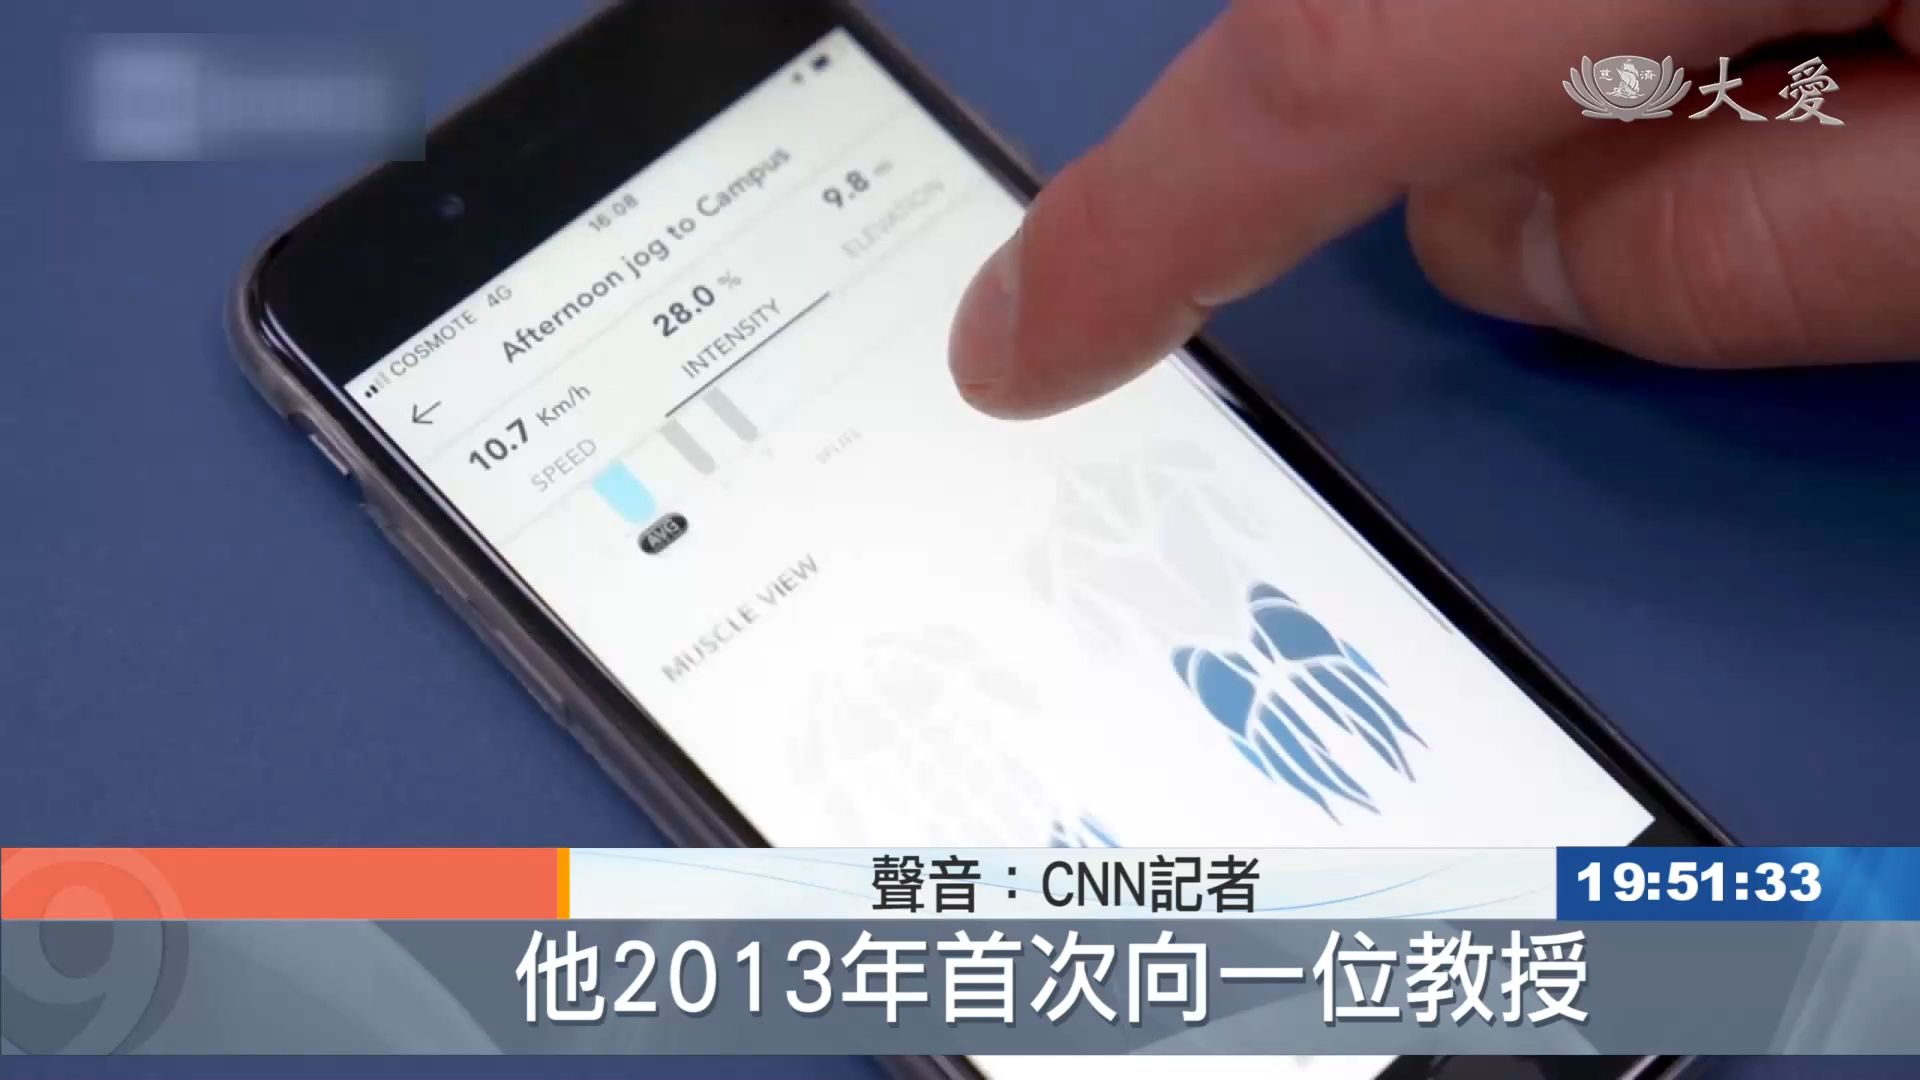 慈濟
大愛
COSMOTE 4G
16:08
Afternoon jog to Campus
10.7 Km/h
SPEED
28.0 %
INTENSITY
9.8 m
ELEVATION
AVG
MUSCLE VIEW
聲音：CNN記者
19:51:33
他2013年首次向一位教授